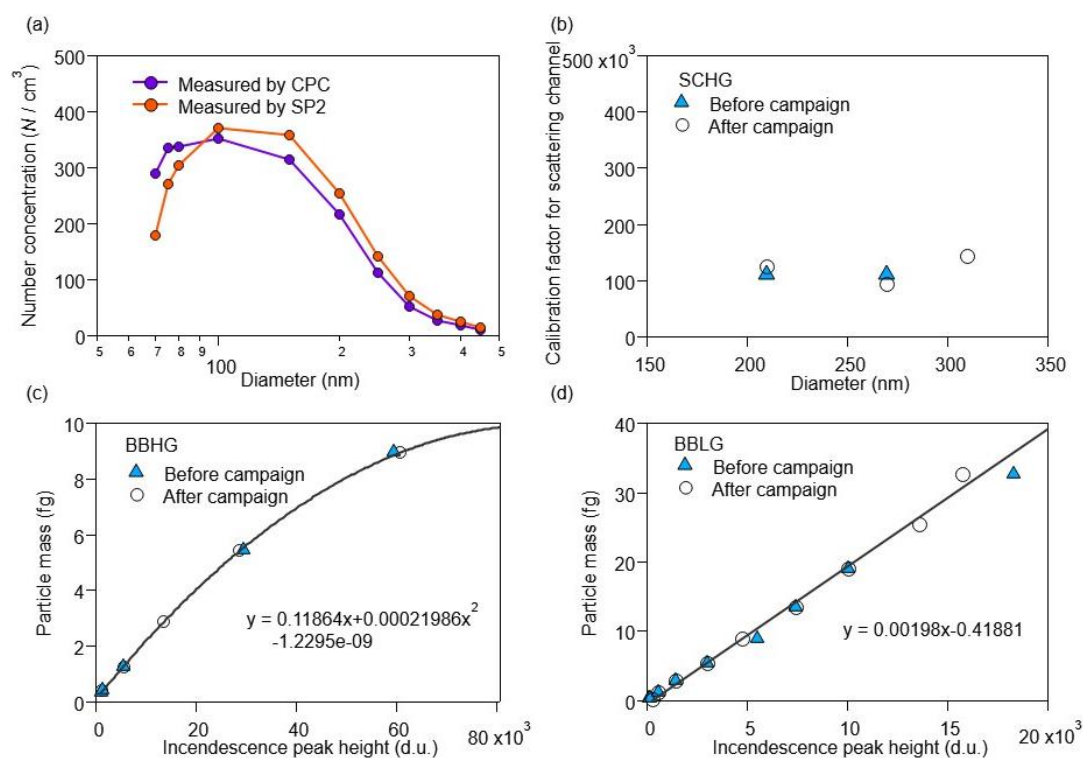 (a)
Number concentration (N / cm³)
500
400
300
200
100
0
Measured by CPC
Measured by SP2
5 6 7 8 9 100 2 3 4 5
Diameter (nm)
(b)
Calibration factor for scattering channel
500 x10³
400
300
200
100
0
SCHG
Before campaign
After campaign
150 200 250 300 350
Diameter (nm)
(c)
Particle mass (fg)
10
8
6
4
2
0
BBHG
Before campaign
After campaign
y = 0.11864x+0.00021986x²
-1.2295e-09
0 20 40 60 80 x10³
Incendescence peak height (d.u.)
(d)
Particle mass (fg)
40
30
20
10
0
BBLG
Before campaign
After campaign
y = 0.00198x-0.41881
0 5 10 15 20 x10³
Incendescence peak height (d.u.)